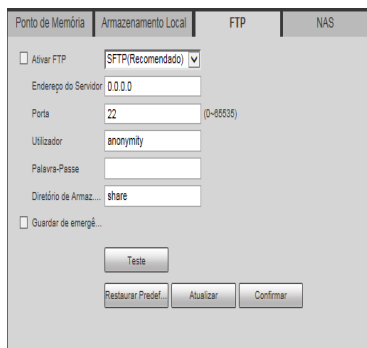 Ponto de Memória Armazenamento Local FTP NAS
Ativar FTP SFTP(Recomendado)
Endereço do Servidor 0.0.0.0
Porta 22 (0~65535)
Utilizador anonymity
Palavra-Passe
Diretório de Armaz.... share
Guardar de emergê...
Teste
Restaurar Predef... Atualizar Confirmar